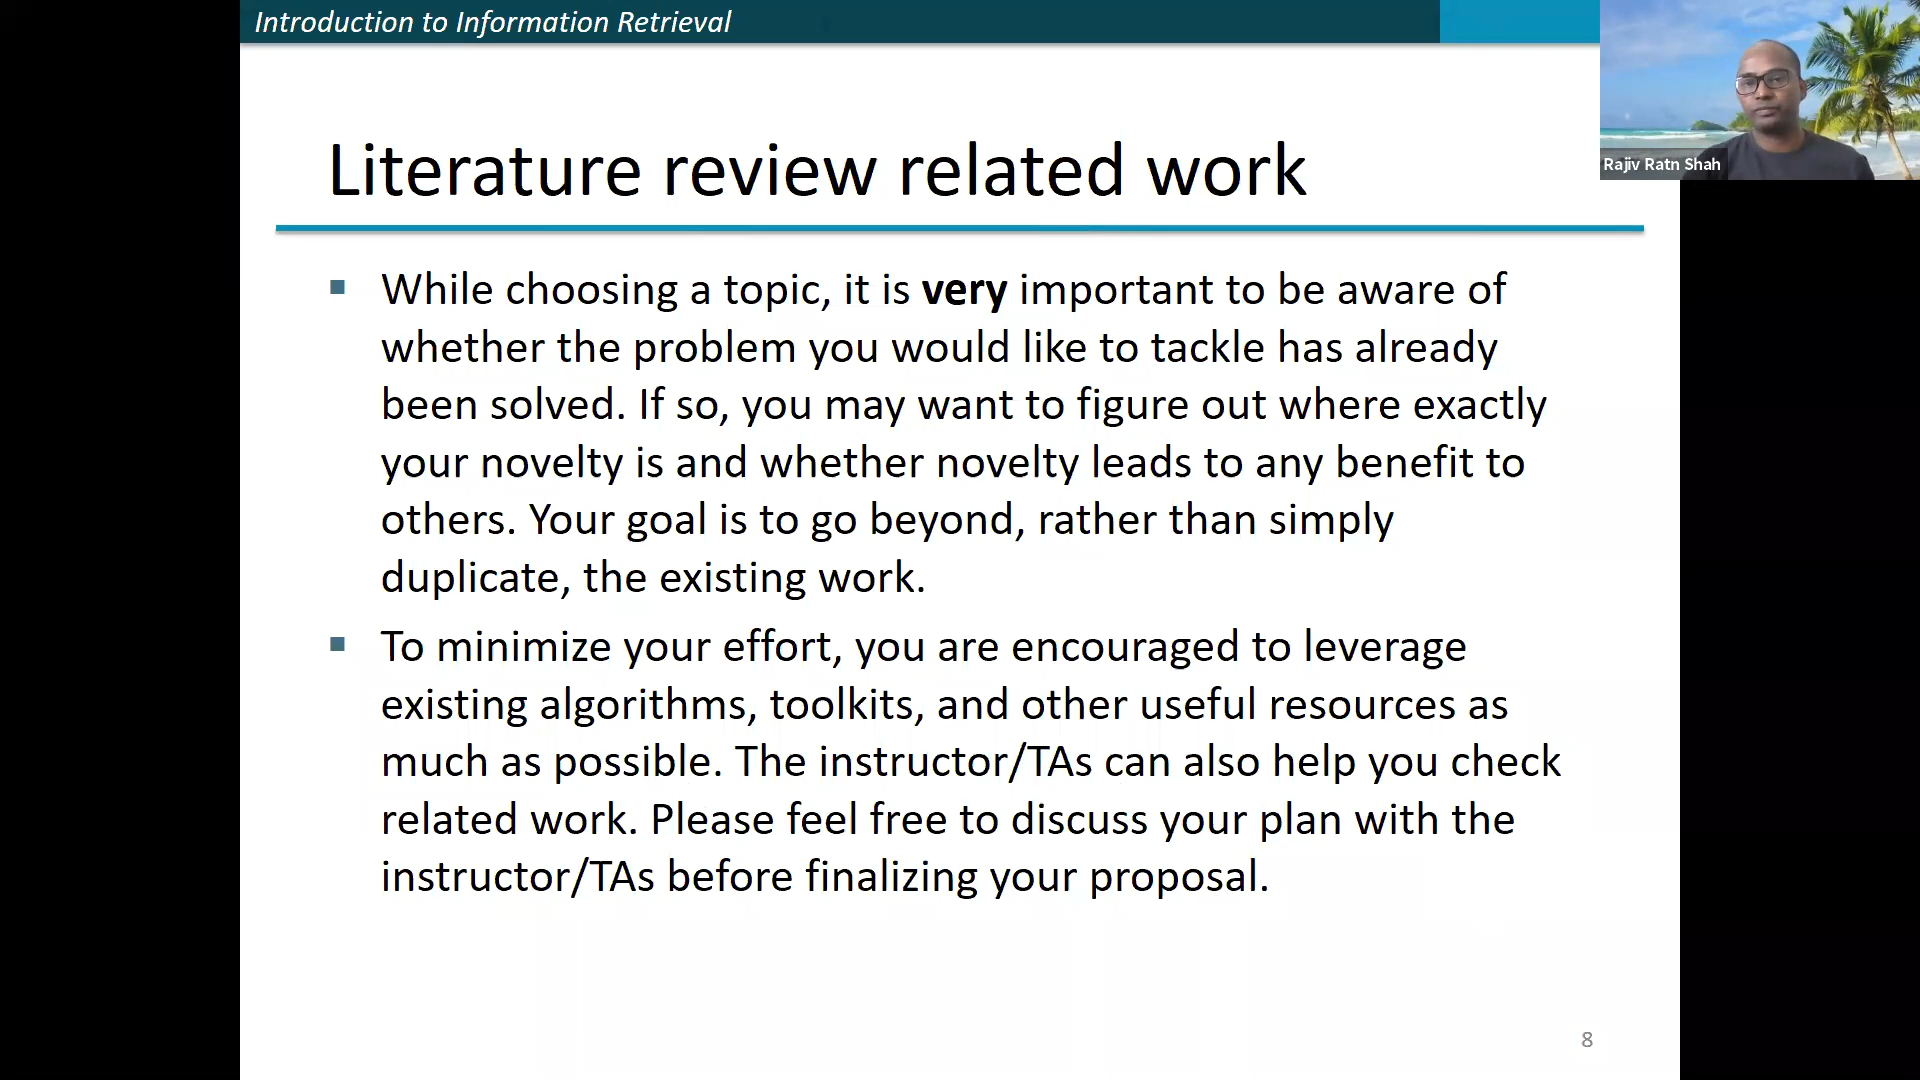 Introduction to Information Retrieval
Rajiv Ratn Shah
Literature review related work
While choosing a topic, it is very important to be aware of
whether the problem you would like to tackle has already
been solved. If so, you may want to figure out where exactly
your novelty is and whether novelty leads to any benefit to
others. Your goal is to go beyond, rather than simply
duplicate, the existing work.
To minimize your effort, you are encouraged to leverage
existing algorithms, toolkits, and other useful resources as
much as possible. The instructor/TAs can also help you check
related work. Please feel free to discuss your plan with the
instructor/TAs before finalizing your proposal.
8